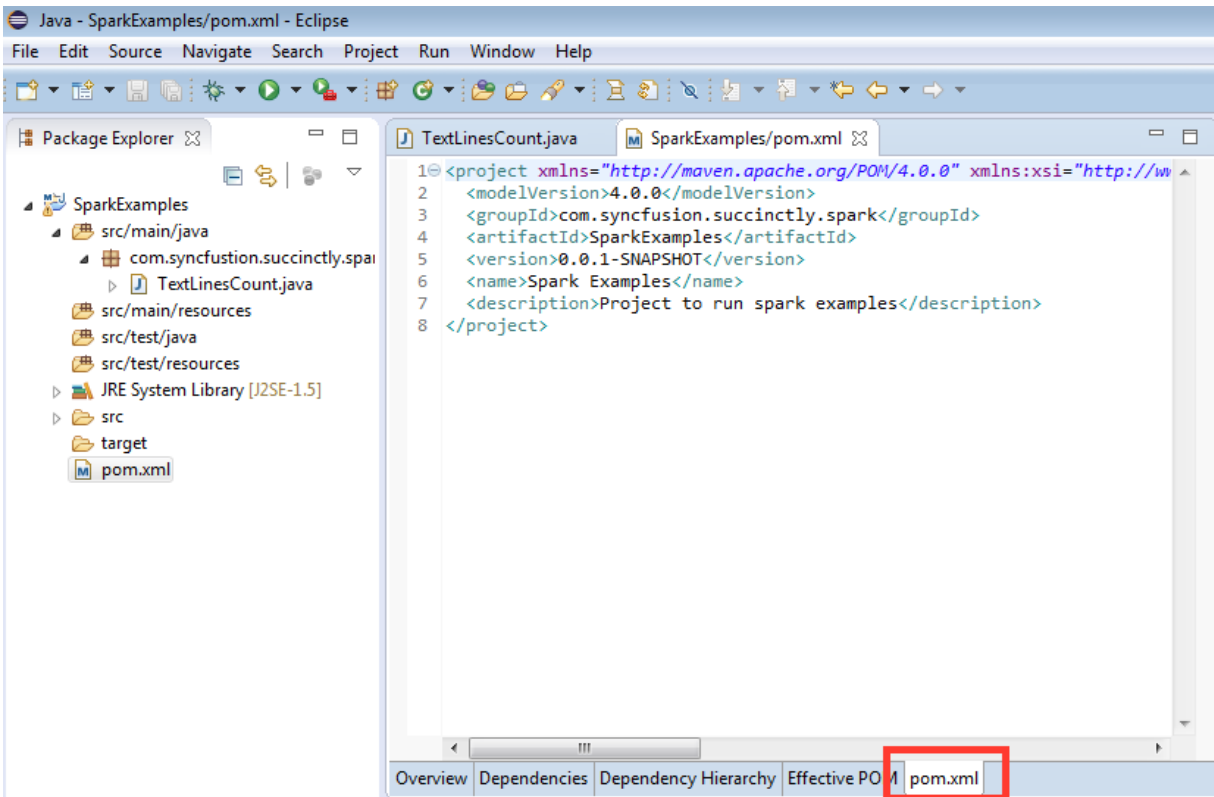 Java - SparkExamples/pom.xml - Eclipse
File Edit Source Navigate Search Project Run Window Help
Package Explorer
SparkExamples
src/main/java
com.syncfustion.succinctly.spar
TextLinesCount.java
src/main/resources
src/test/java
src/test/resources
JRE System Library [J2SE-1.5]
src
target
pom.xml
TextLinesCount.java SparkExamples/pom.xml
1 <project xmlns="http://maven.apache.org/POM/4.0.0" xmlns:xsi="http://ww
2 <modelVersion>4.0.0</modelVersion>
3 <groupId>com.syncfusion.succinctly.spark</groupId>
4 <artifactId>SparkExamples</artifactId>
5 <version>0.0.1-SNAPSHOT</version>
6 <name>Spark Examples</name>
7 <description>Project to run spark examples</description>
8 </project>
Overview Dependencies Dependency Hierarchy Effective POM pom.xml